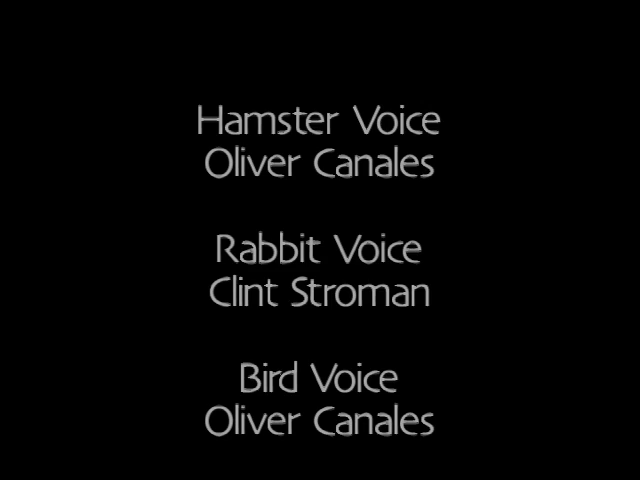 Hamster Voice
Oliver Canales
Rabbit Voice
Clint Stroman
Bird Voice
Oliver Canales